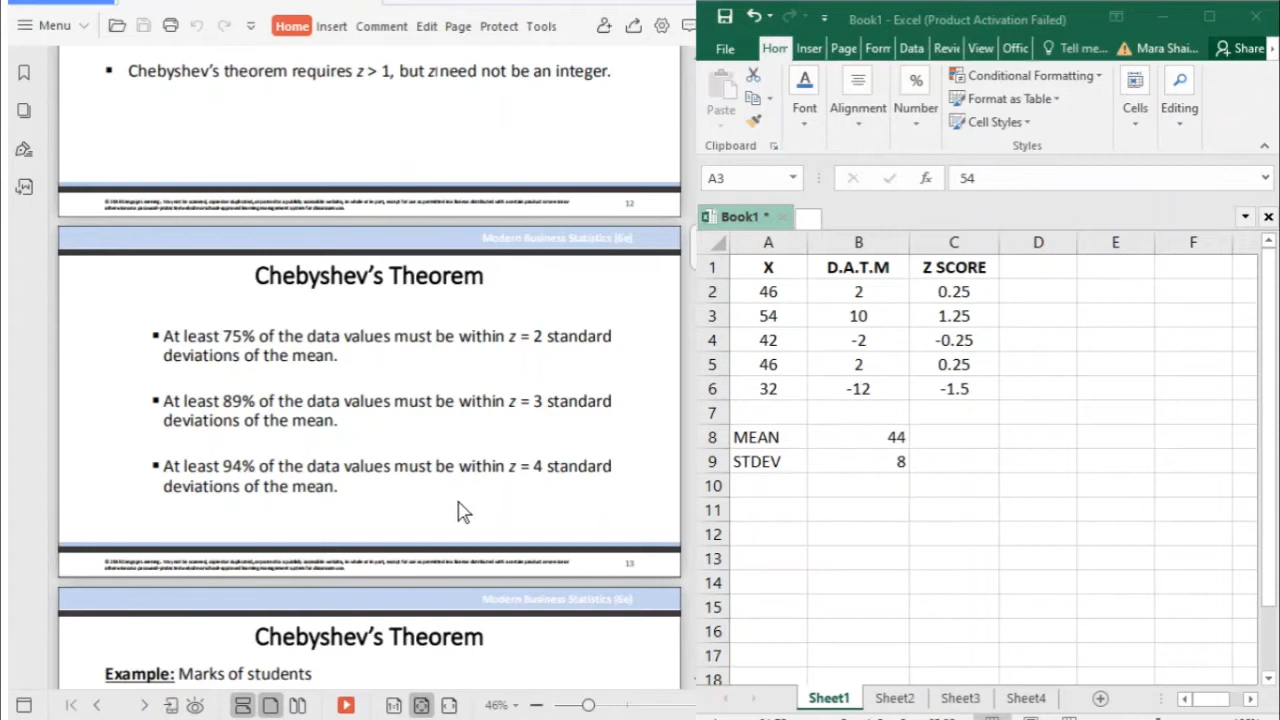 Menu
Home Insert Comment Edit Page Protect Tools
▪ Chebyshev's theorem requires z > 1, but z need not be an integer.
12
Modern Business Statistics (6e)
Chebyshev's Theorem
▪ At least 75% of the data values must be within z = 2 standard
deviations of the mean.
▪ At least 89% of the data values must be within z = 3 standard
deviations of the mean.
▪ At least 94% of the data values must be within z = 4 standard
deviations of the mean.
13
Modern Business Statistics (6e)
Chebyshev's Theorem
Example: Marks of students
46%
Book1 - Excel (Product Activation Failed)
File Hom Inser Page Form Data Revie View Offic Tell me... Mara Shai... Share
Paste
Clipboard
Font
Alignment
Number
Conditional Formatting
Format as Table
Cell Styles
Styles
Cells
Editing
A3 fx 54
Book1 *
A B C D E F
1 X D.A.T.M Z SCORE
2 46 2 0.25
3 54 10 1.25
4 42 -2 -0.25
5 46 2 0.25
6 32 -12 -1.5
7
8 MEAN 44
9 STDEV 8
10
11
12
13
14
15
16
17
18
Sheet1 Sheet2 Sheet3 Sheet4